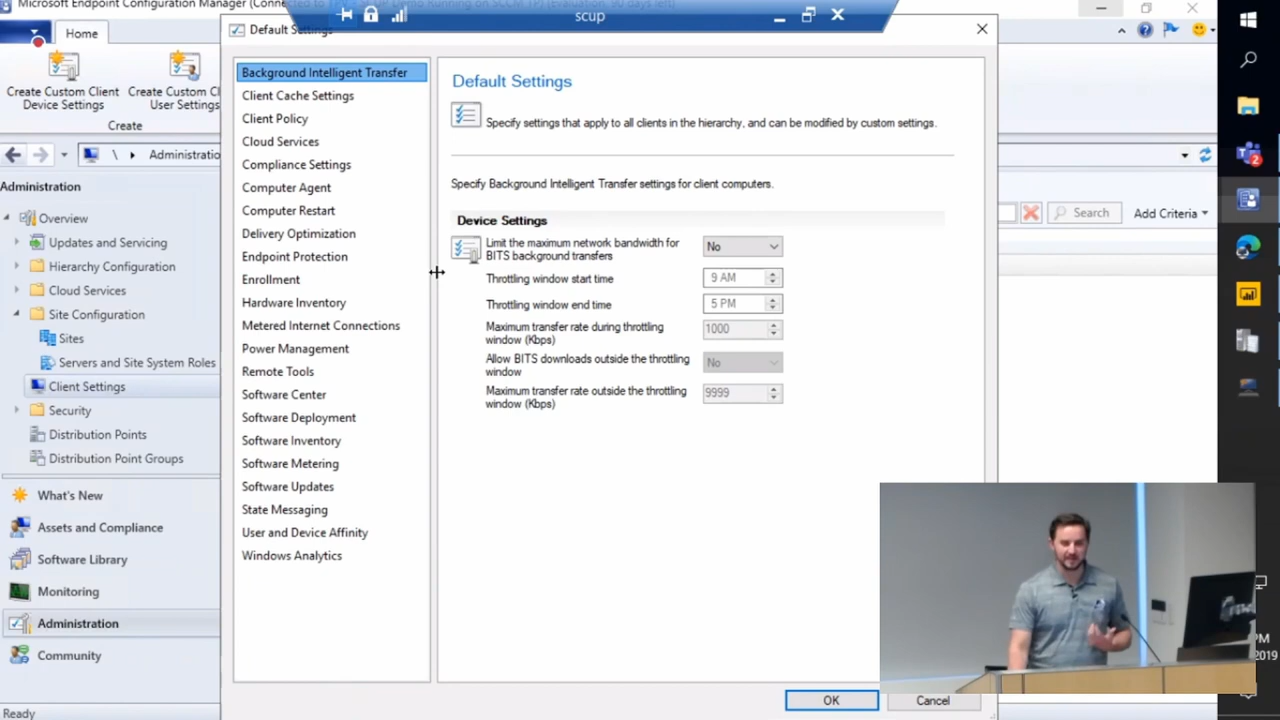 Microsoft Endpoint Configuration Manager (Connected to
scup
Home
Create Custom Client
Device Settings
Create Custom Cl
User Settings
Create
\ Administratio
Search
Add Criteria
Administration
Overview
Updates and Servicing
Hierarchy Configuration
Cloud Services
Site Configuration
Sites
Servers and Site System Roles
Client Settings
Security
Distribution Points
Distribution Point Groups
What's New
Assets and Compliance
Software Library
Monitoring
Administration
Community
Ready
Default Settings
Background Intelligent Transfer
Client Cache Settings
Client Policy
Cloud Services
Compliance Settings
Computer Agent
Computer Restart
Delivery Optimization
Endpoint Protection
Enrollment
Hardware Inventory
Metered Internet Connections
Power Management
Remote Tools
Software Center
Software Deployment
Software Inventory
Software Metering
Software Updates
State Messaging
User and Device Affinity
Windows Analytics
Default Settings
Specify settings that apply to all clients in the hierarchy, and can be modified by custom settings.
Specify Background Intelligent Transfer settings for client computers.
Device Settings
Limit the maximum network bandwidth for
BITS background transfers
No
Throttling window start time
9 AM
Throttling window end time
5 PM
Maximum transfer rate during throttling
window (Kbps)
1000
Allow BITS downloads outside the throttling
window
No
Maximum transfer rate outside the throttling
window (Kbps)
9999
OK
Cancel
2
PM
2019